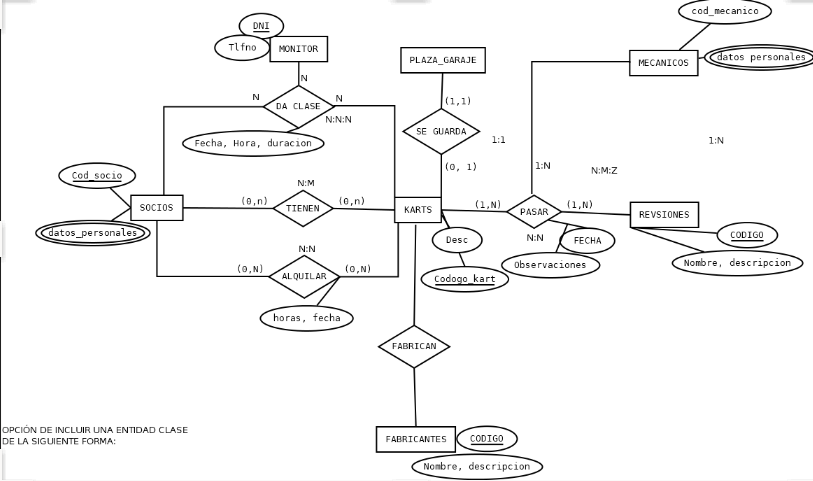 cod_mecanico
DNI
Tlfno
MONITOR
PLAZA_GARAJE
MECANICOS
datos personales
N
N
DA CLASE
N
N:N:N
(1,1)
Fecha, Hora, duracion
SE GUARDA
1:1
1:N
(0, 1)
1:N
N:M:Z
Cod_socio
N:M
SOCIOS
(0,n)
TIENEN
(0,n)
KARTS
(1,N)
PASAR
(1,N)
REVSIONES
datos_personales
Desc
N:N
FECHA
CODIGO
N:N
(0,N)
ALQUILAR
(0,N)
Observaciones
Nombre, descripcion
Codogo_kart
horas, fecha
FABRICAN
OPCIÓN DE INCLUIR UNA ENTIDAD CLASE
DE LA SIGUIENTE FORMA:
FABRICANTES
CODIGO
Nombre, descripcion